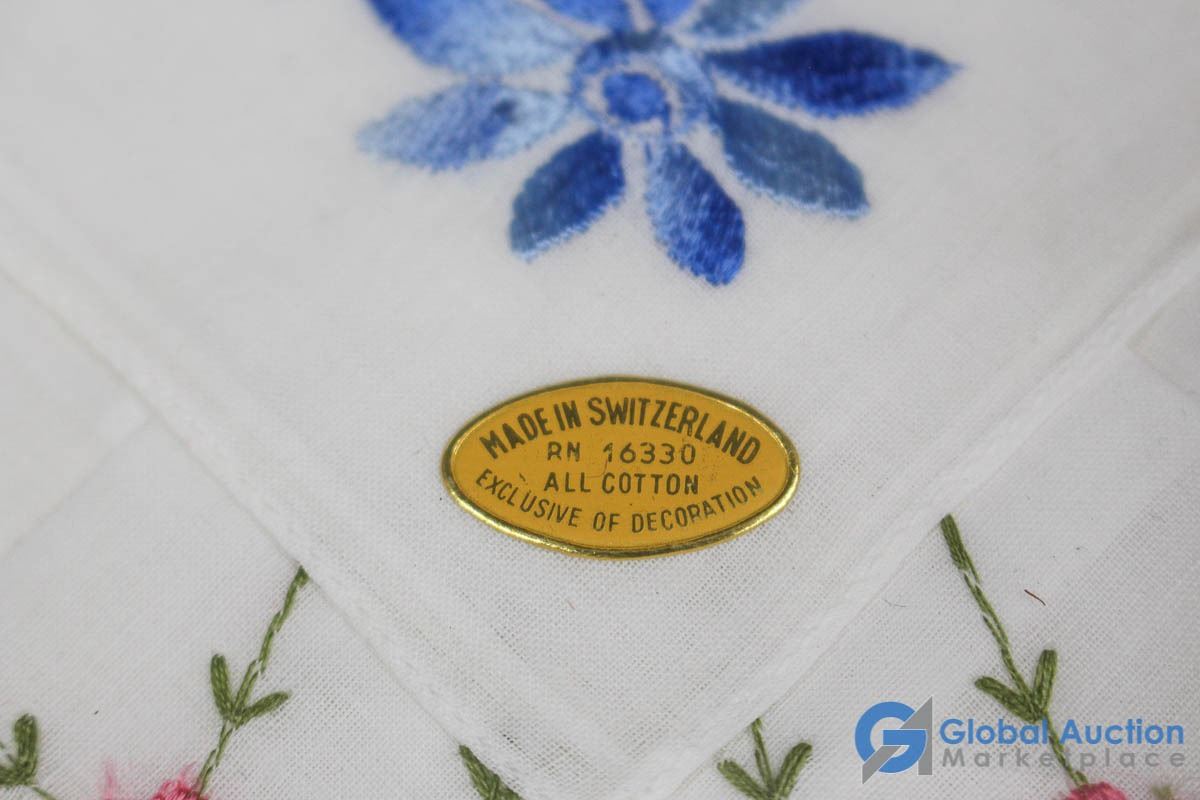 MADE IN SWITZERLAND
RN 16330
ALL COTTON
EXCLUSIVE OF DECORATION
Global Auction
Marketplace